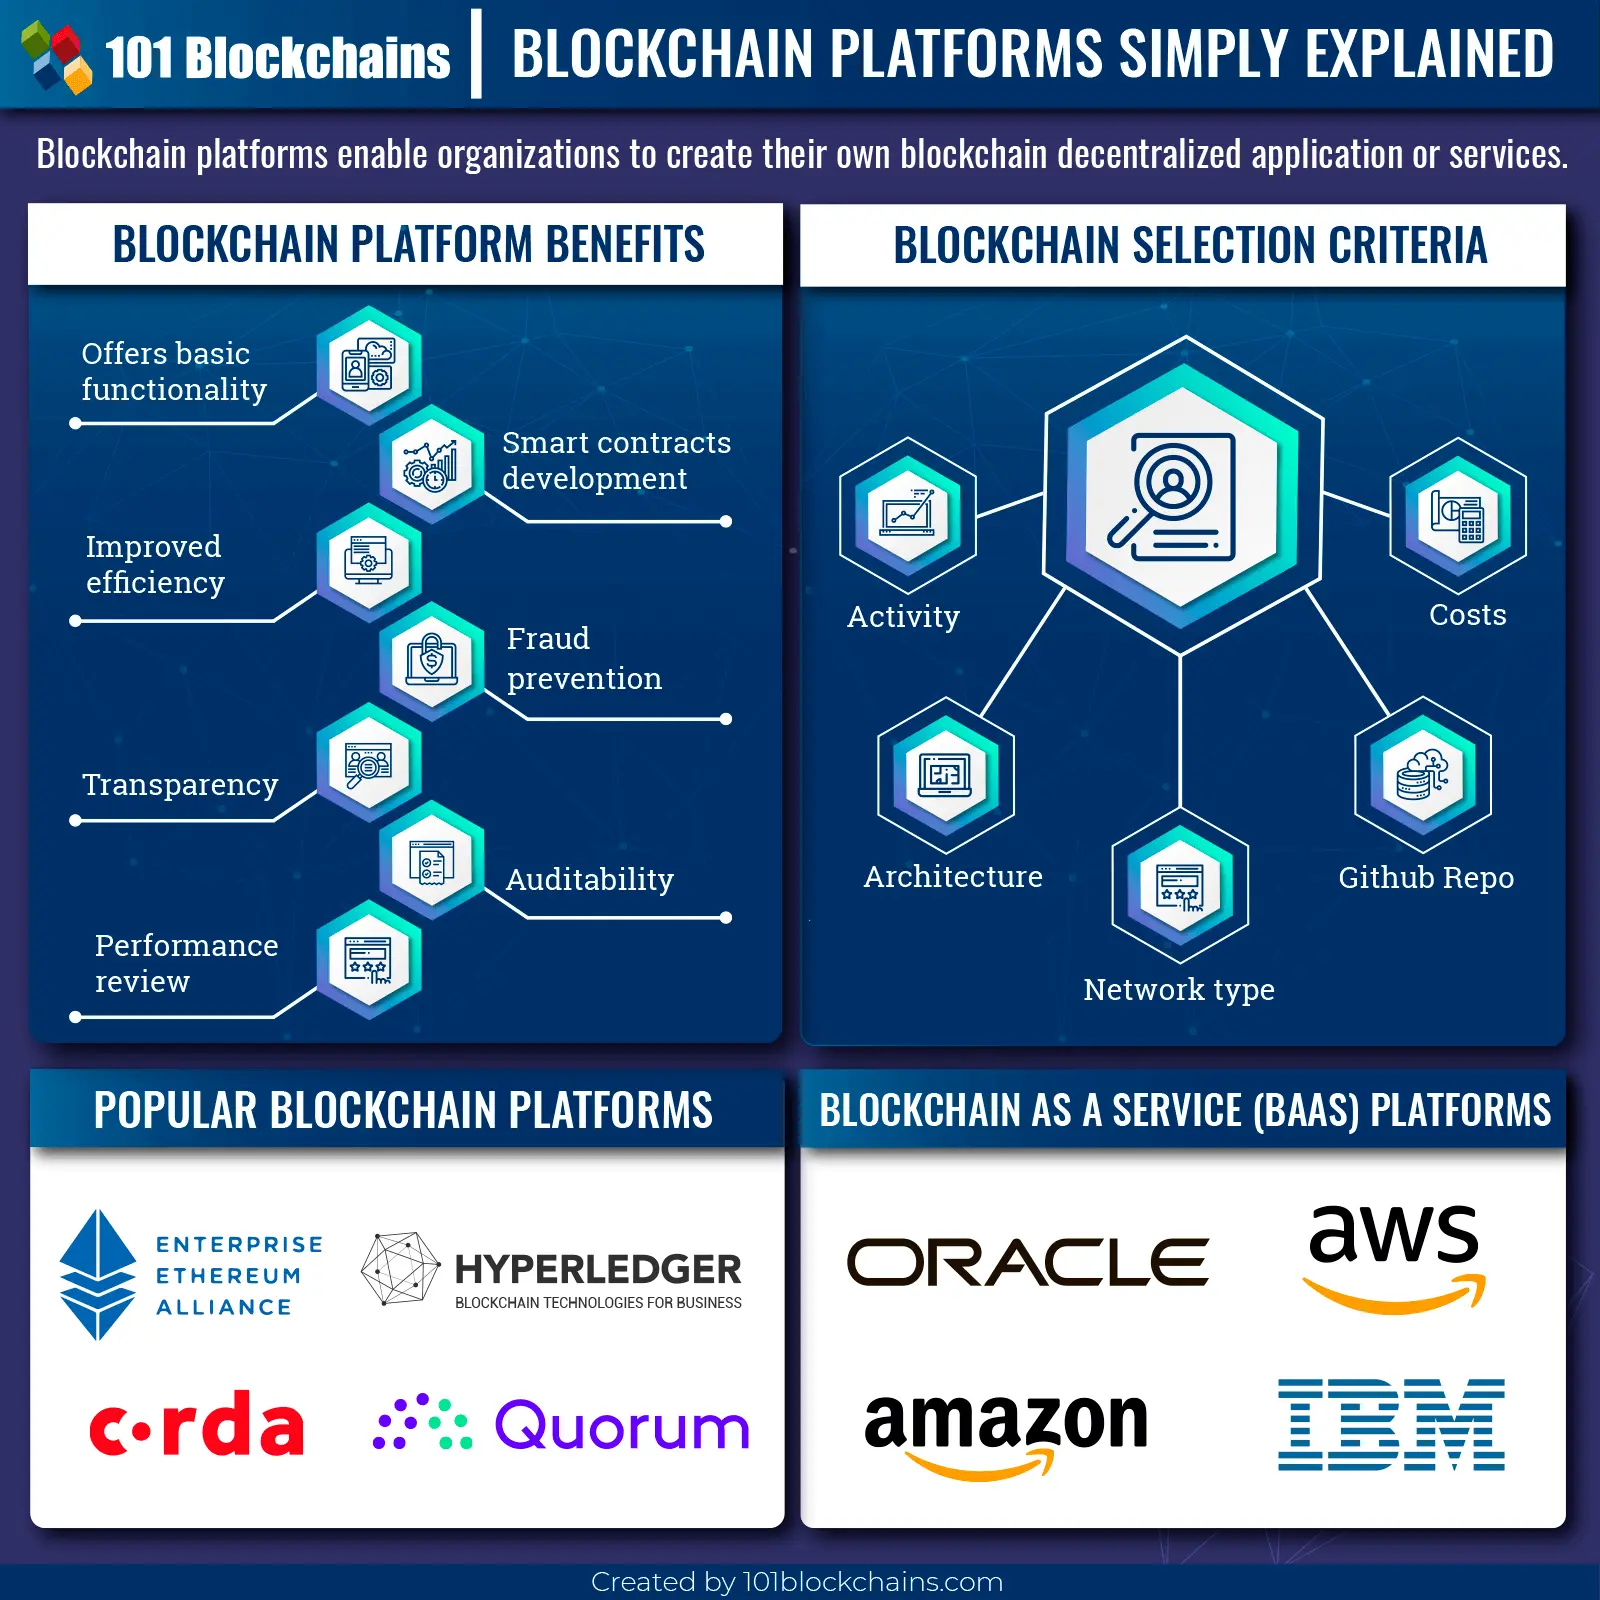 101 Blockchains
BLOCKCHAIN PLATFORMS SIMPLY EXPLAINED
Blockchain platforms enable organizations to create their own blockchain decentralized application or services.
BLOCKCHAIN PLATFORM BENEFITS
Offers basic
functionality
Smart contracts
development
Improved
efficiency
Fraud
prevention
Transparency
Auditability
Performance
review
BLOCKCHAIN SELECTION CRITERIA
Activity
Costs
Architecture
Github Repo
Network type
POPULAR BLOCKCHAIN PLATFORMS
ENTERPRISE
ETHEREUM
ALLIANCE
HYPERLEDGER
BLOCKCHAIN TECHNOLOGIES FOR BUSINESS
c·rda
Quorum
BLOCKCHAIN AS A SERVICE (BAAS) PLATFORMS
ORACLE
aws
amazon
IBM
Created by 101blockchains.com